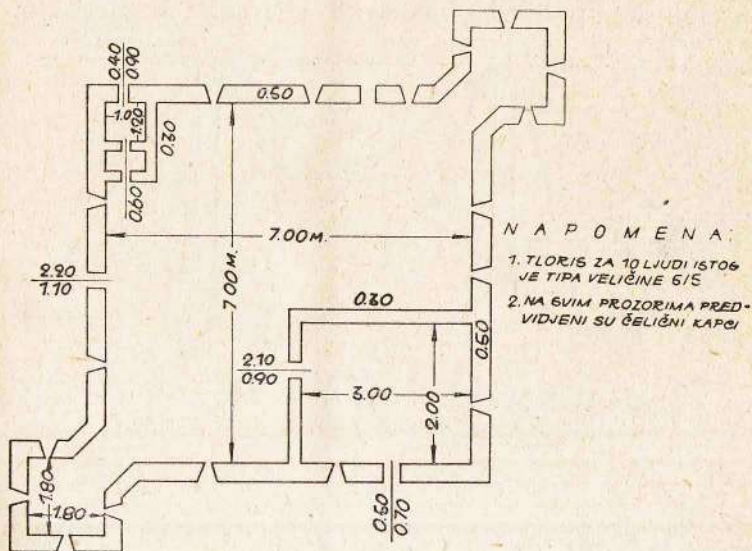 0.40
0.90
1.0
1.20
0.30
0.60
0.50
2.20
1.10
7.00M.
7.00M.
0.30
2.10
0.90
3.00
2.00
0.50
1.80
1.80
0.60
0.70
NAPOMENA:
1. TLORIS ZA 10 LJUDI ISTOG
JE TIPA VELIČINE 6/5
2. NA SVIM PROZORIMA PRED-
VIDJENI SU ČELIČNI KAPCI